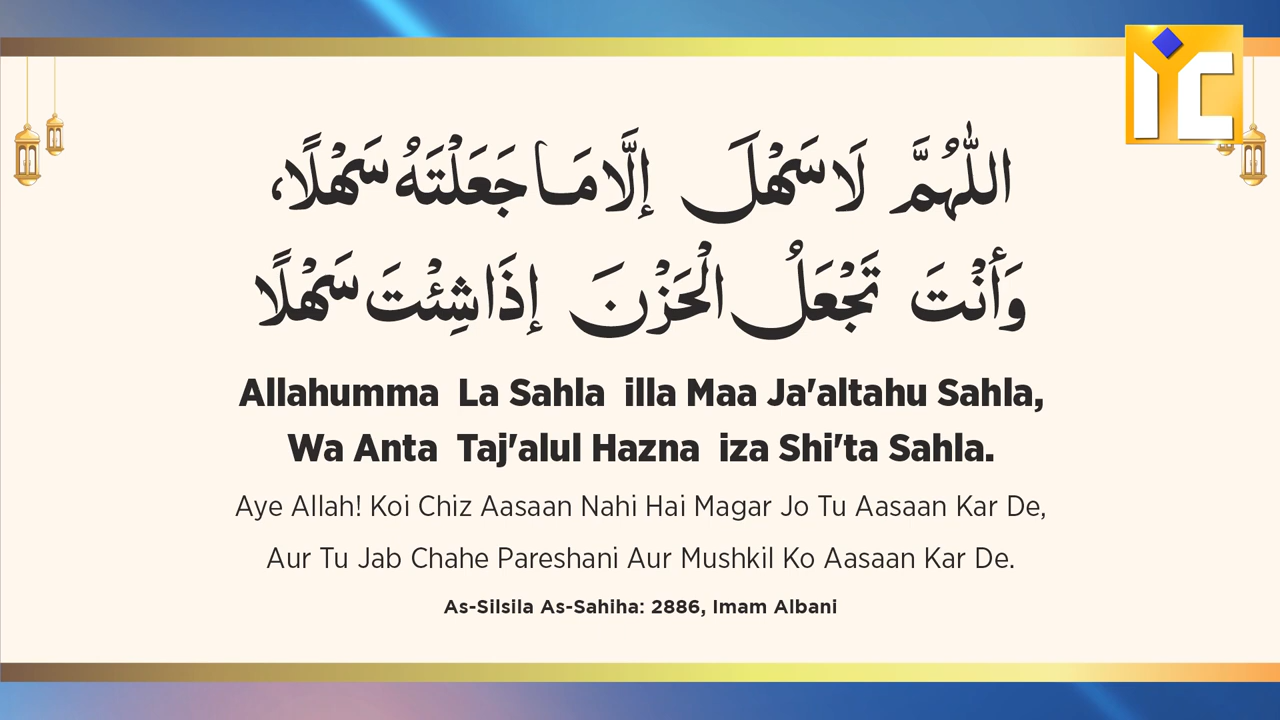 IYC
اللّٰهُمَّ لَا سَهْلَ إِلَّا مَا جَعَلْتَهُ سَهْلًا،
وَأَنْتَ تَجْعَلُ الْحَزْنَ إِذَا شِئْتَ سَهْلًا
Allahumma La Sahla illa Maa Ja'altahu Sahla,
Wa Anta Taj'alul Hazna iza Shi'ta Sahla.
Aye Allah! Koi Chiz Aasaan Nahi Hai Magar Jo Tu Aasaan Kar De,
Aur Tu Jab Chahe Pareshani Aur Mushkil Ko Aasaan Kar De.
As-Silsila As-Sahiha: 2886, Imam Albani